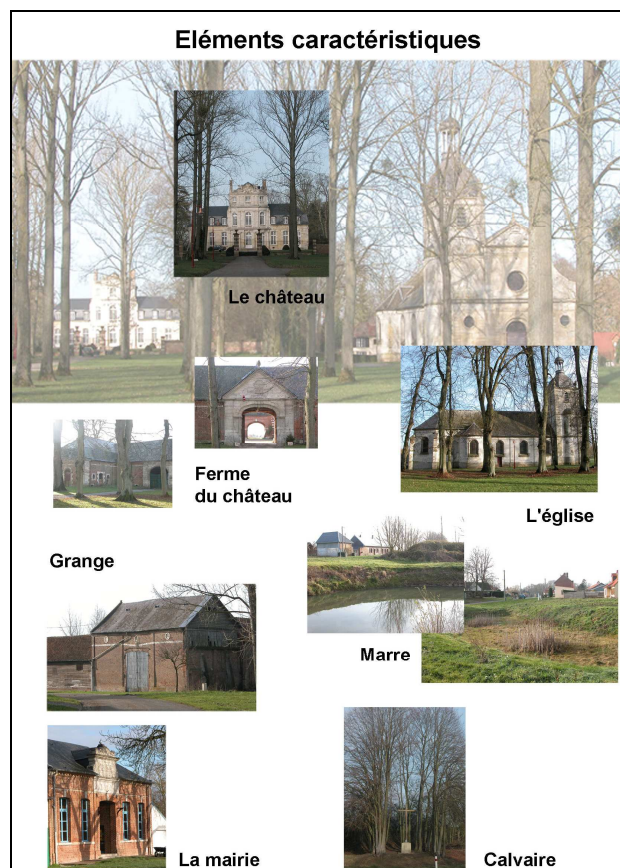 Eléments caractéristiques
Le château
Ferme
du château
L'église
Grange
Marre
La mairie
Calvaire